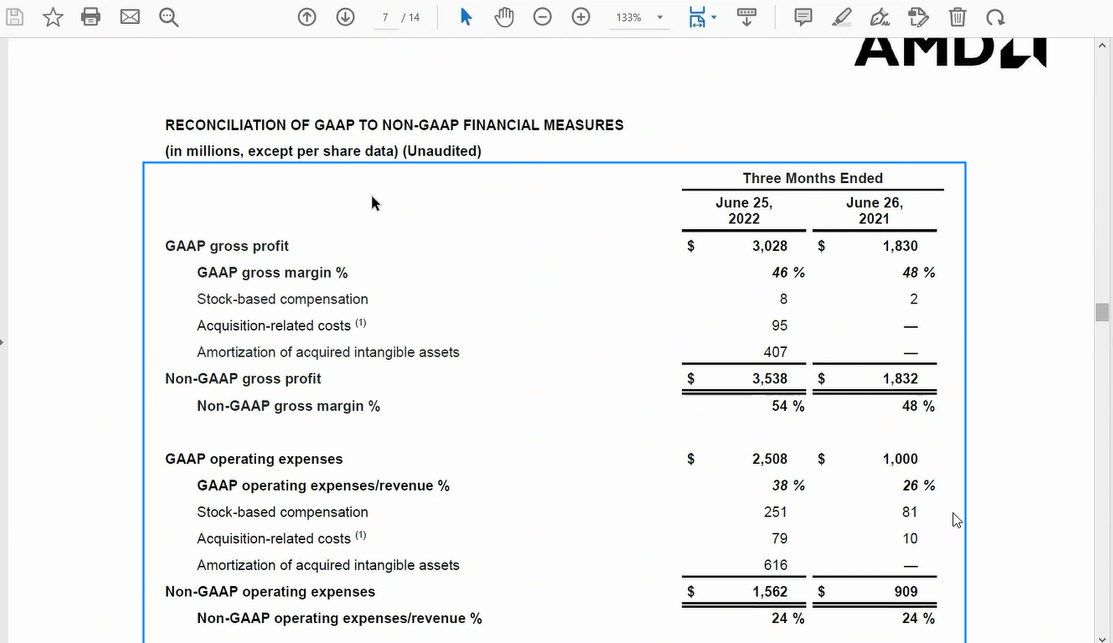 7 / 14 133%
AMD
RECONCILIATION OF GAAP TO NON-GAAP FINANCIAL MEASURES
(in millions, except per share data) (Unaudited)
Three Months Ended
June 25, 2022 June 26, 2021
GAAP gross profit $ 3,028 $ 1,830
GAAP gross margin % 46 % 48 %
Stock-based compensation 8 2
Acquisition-related costs (1) 95 —
Amortization of acquired intangible assets 407 —
Non-GAAP gross profit $ 3,538 $ 1,832
Non-GAAP gross margin % 54 % 48 %
GAAP operating expenses $ 2,508 $ 1,000
GAAP operating expenses/revenue % 38 % 26 %
Stock-based compensation 251 81
Acquisition-related costs (1) 79 10
Amortization of acquired intangible assets 616 —
Non-GAAP operating expenses $ 1,562 $ 909
Non-GAAP operating expenses/revenue % 24 % 24 %